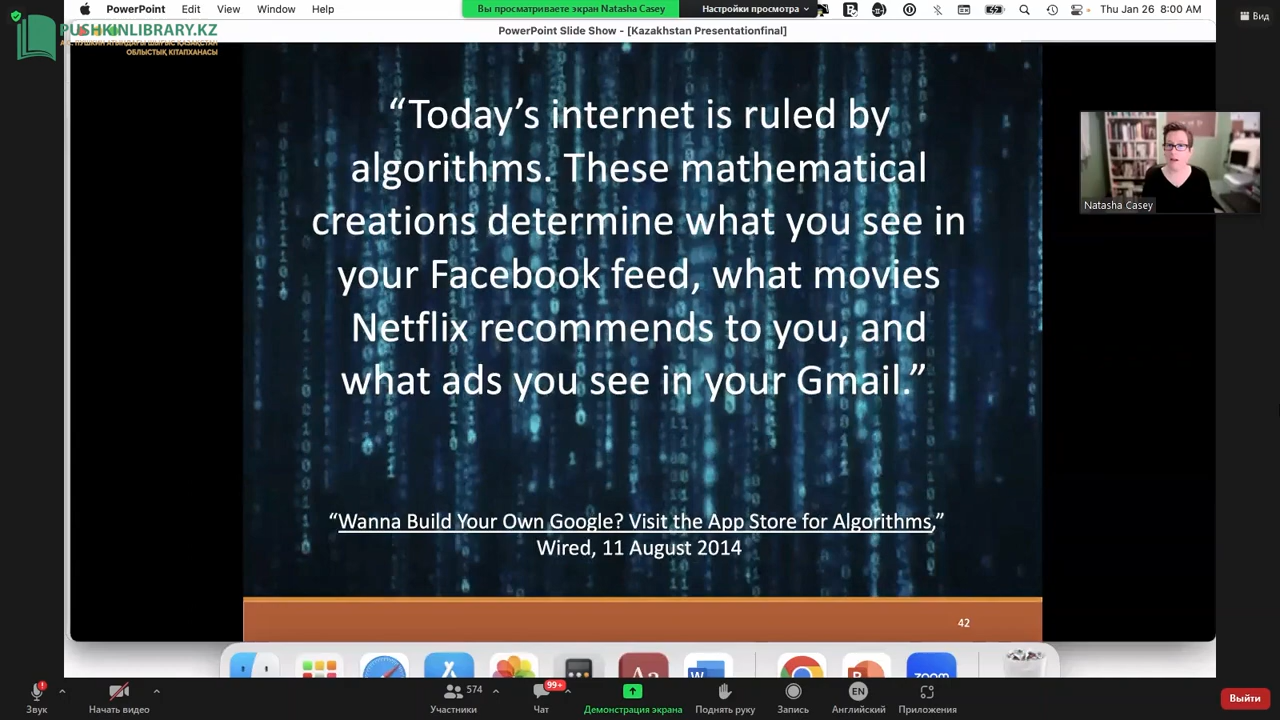 PowerPoint Edit View Window Help
Вы просматриваете экран Natasha Casey
Настройки просмотра
Thu Jan 26 8:00 AM
Вид
PUSHKINLIBRARY.KZ
ОБЛЫСТЫҚ КІТАПХАНАСЫ
PowerPoint Slide Show - [Kazakhstan Presentationfinal]
“Today’s internet is ruled by
algorithms. These mathematical
creations determine what you see in
your Facebook feed, what movies
Netflix recommends to you, and
what ads you see in your Gmail.”
“Wanna Build Your Own Google? Visit the App Store for Algorithms,”
Wired, 11 August 2014
42
Natasha Casey
Aa
W
P
zoom
574
99+
EN
Звук
Начать видео
Участники
Чат
Демонстрация экрана
Поднять руку
Запись
Английский
Приложения
Выйти